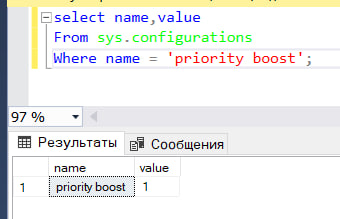 select name,value
From sys.configurations
Where name = 'priority boost';
97 %
Результаты Сообщения
name value
1 priority boost 1